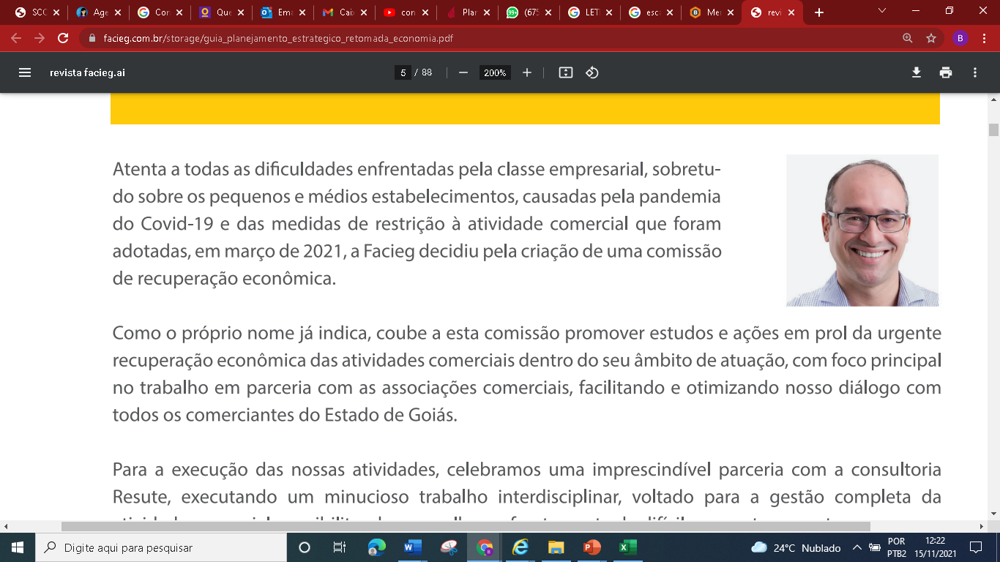 SCC
Age
Cor
Que
Ema
Caix
con
Plar
99+
(675
LETI
esca
Mer
revi
facieg.com.br/storage/guia_planejamento_estrategico_retomada_economia.pdf
B
revista facieg.ai
5 / 88
200%
Atenta a todas as dificuldades enfrentadas pela classe empresarial, sobretu-
do sobre os pequenos e médios estabelecimentos, causadas pela pandemia
do Covid-19 e das medidas de restrição à atividade comercial que foram
adotadas, em março de 2021, a Facieg decidiu pela criação de uma comissão
de recuperação econômica.
Como o próprio nome já indica, coube a esta comissão promover estudos e ações em prol da urgente
recuperação econômica das atividades comerciais dentro do seu âmbito de atuação, com foco principal
no trabalho em parceria com as associações comerciais, facilitando e otimizando nosso diálogo com
todos os comerciantes do Estado de Goiás.
Para a execução das nossas atividades, celebramos uma imprescindível parceria com a consultoria
Resute, executando um minucioso trabalho interdisciplinar, voltado para a gestão completa da
Digite aqui para pesquisar
24°C Nublado
POR
PTB2
12:22
15/11/2021